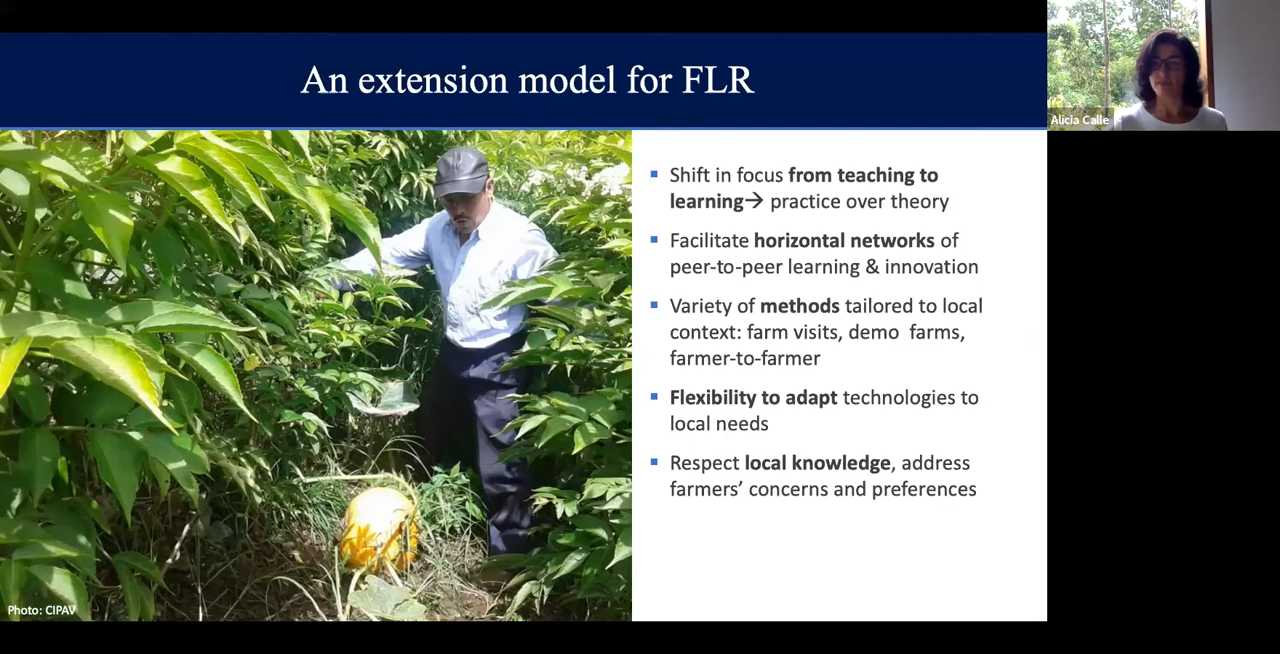 An extension model for FLR
Alicia Calle
Shift in focus from teaching to
learning→ practice over theory
Facilitate horizontal networks of
peer-to-peer learning & innovation
Variety of methods tailored to local
context: farm visits, demo farms,
farmer-to-farmer
Flexibility to adapt technologies to
local needs
Respect local knowledge, address
farmers’ concerns and preferences
Photo: CIPAV